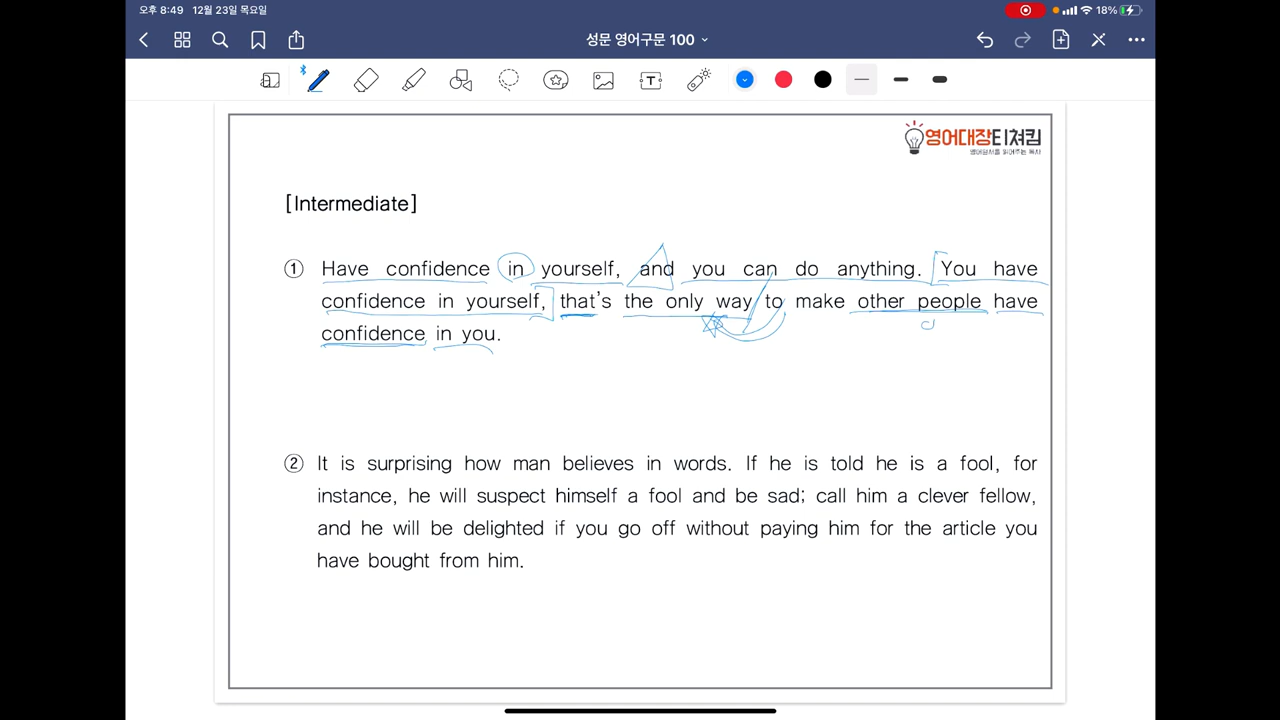 오후 8:49 12월 23일 목요일
18%
성문 영어구문 100
T
영어대장티쳐킴
[Intermediate]
① Have confidence in yourself, and you can do anything. You have
confidence in yourself, that's the only way to make other people have
confidence in you.
② It is surprising how man believes in words. If he is told he is a fool, for
instance, he will suspect himself a fool and be sad; call him a clever fellow,
and he will be delighted if you go off without paying him for the article you
have bought from him.